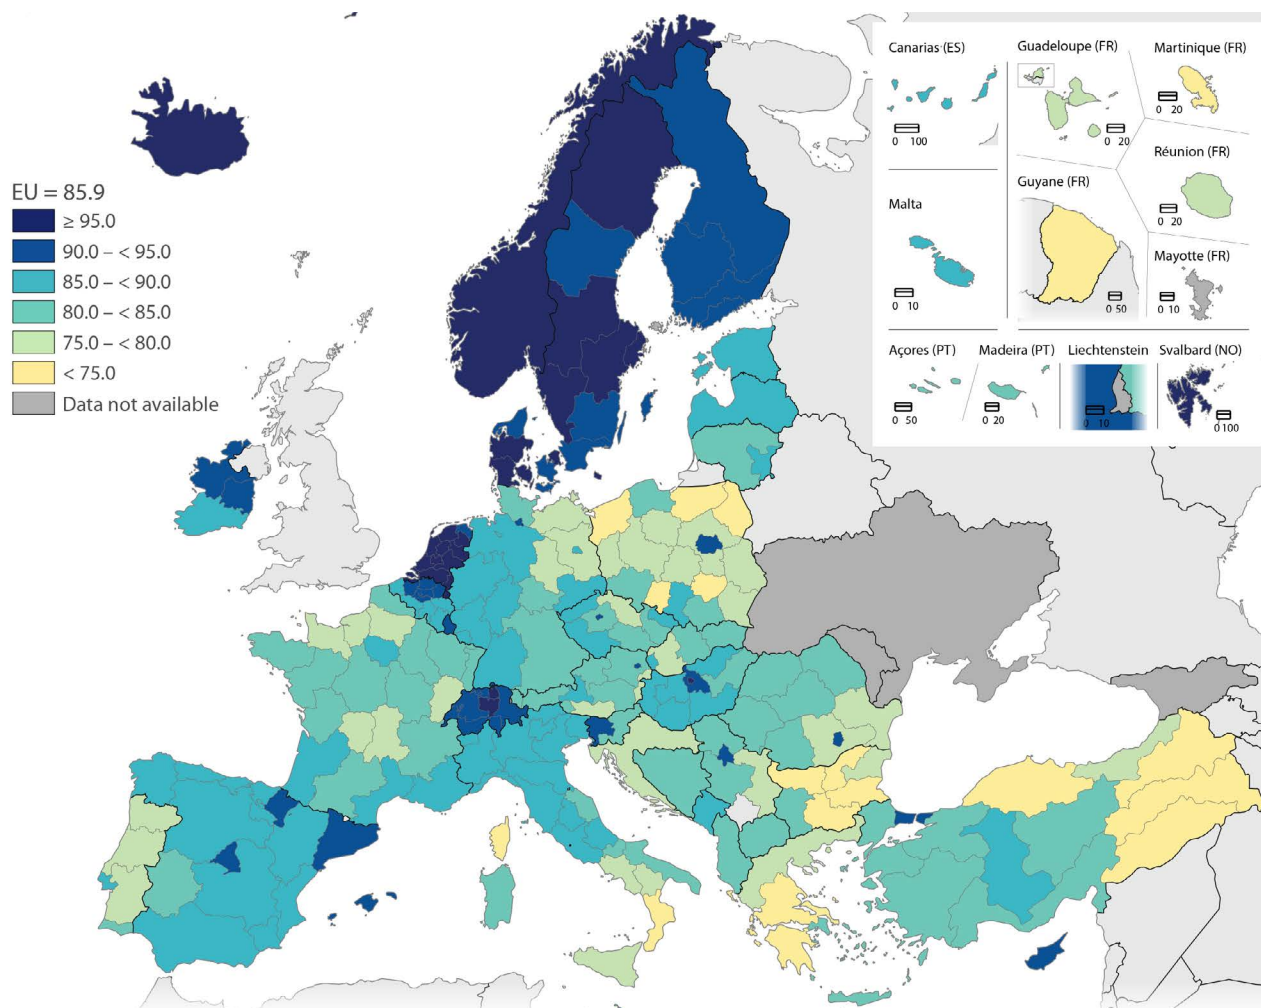 EU = 85.9
≥ 95.0
90.0 – < 95.0
85.0 – < 90.0
80.0 – < 85.0
75.0 – < 80.0
< 75.0
Data not available
Canarias (ES)
0 100
Guadeloupe (FR)
0 20
Martinique (FR)
0 20
Réunion (FR)
0 20
Malta
0 10
Guyane (FR)
0 50
Mayotte (FR)
0 10
Açores (PT)
0 50
Madeira (PT)
0 20
Liechtenstein
0 10
Svalbard (NO)
0 100